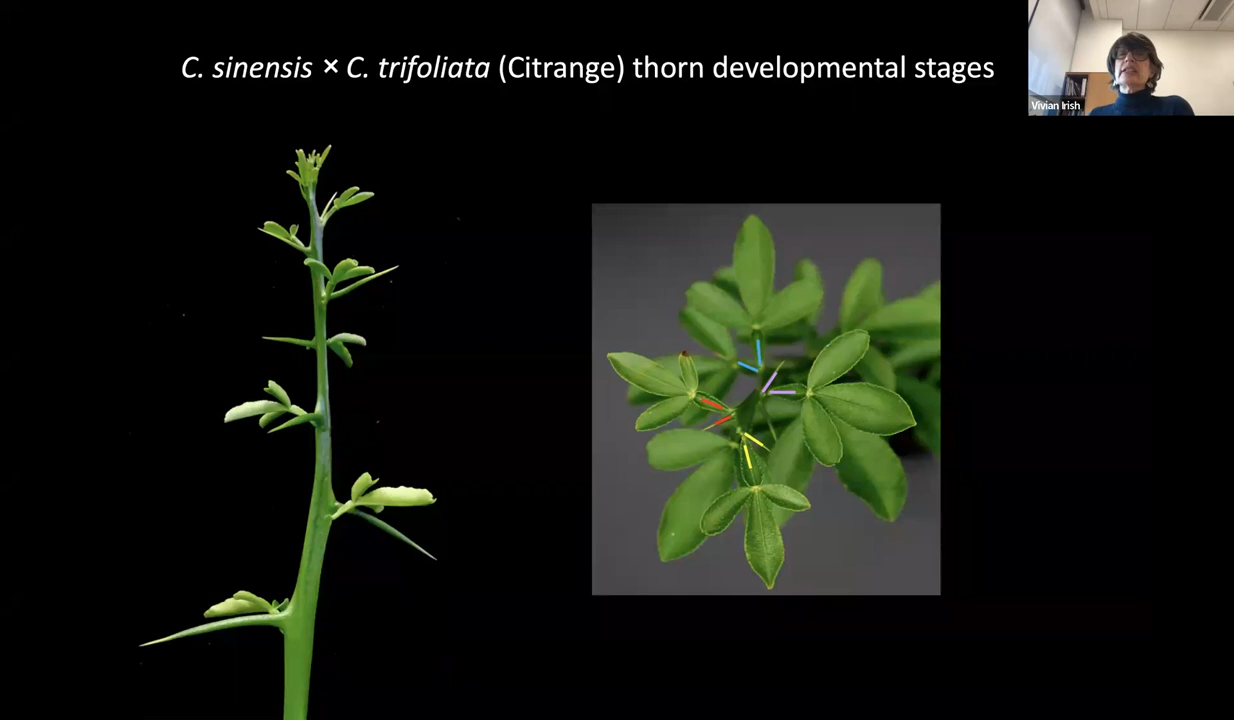 C. sinensis × C. trifoliata (Citrange) thorn developmental stages
Vivian Irish